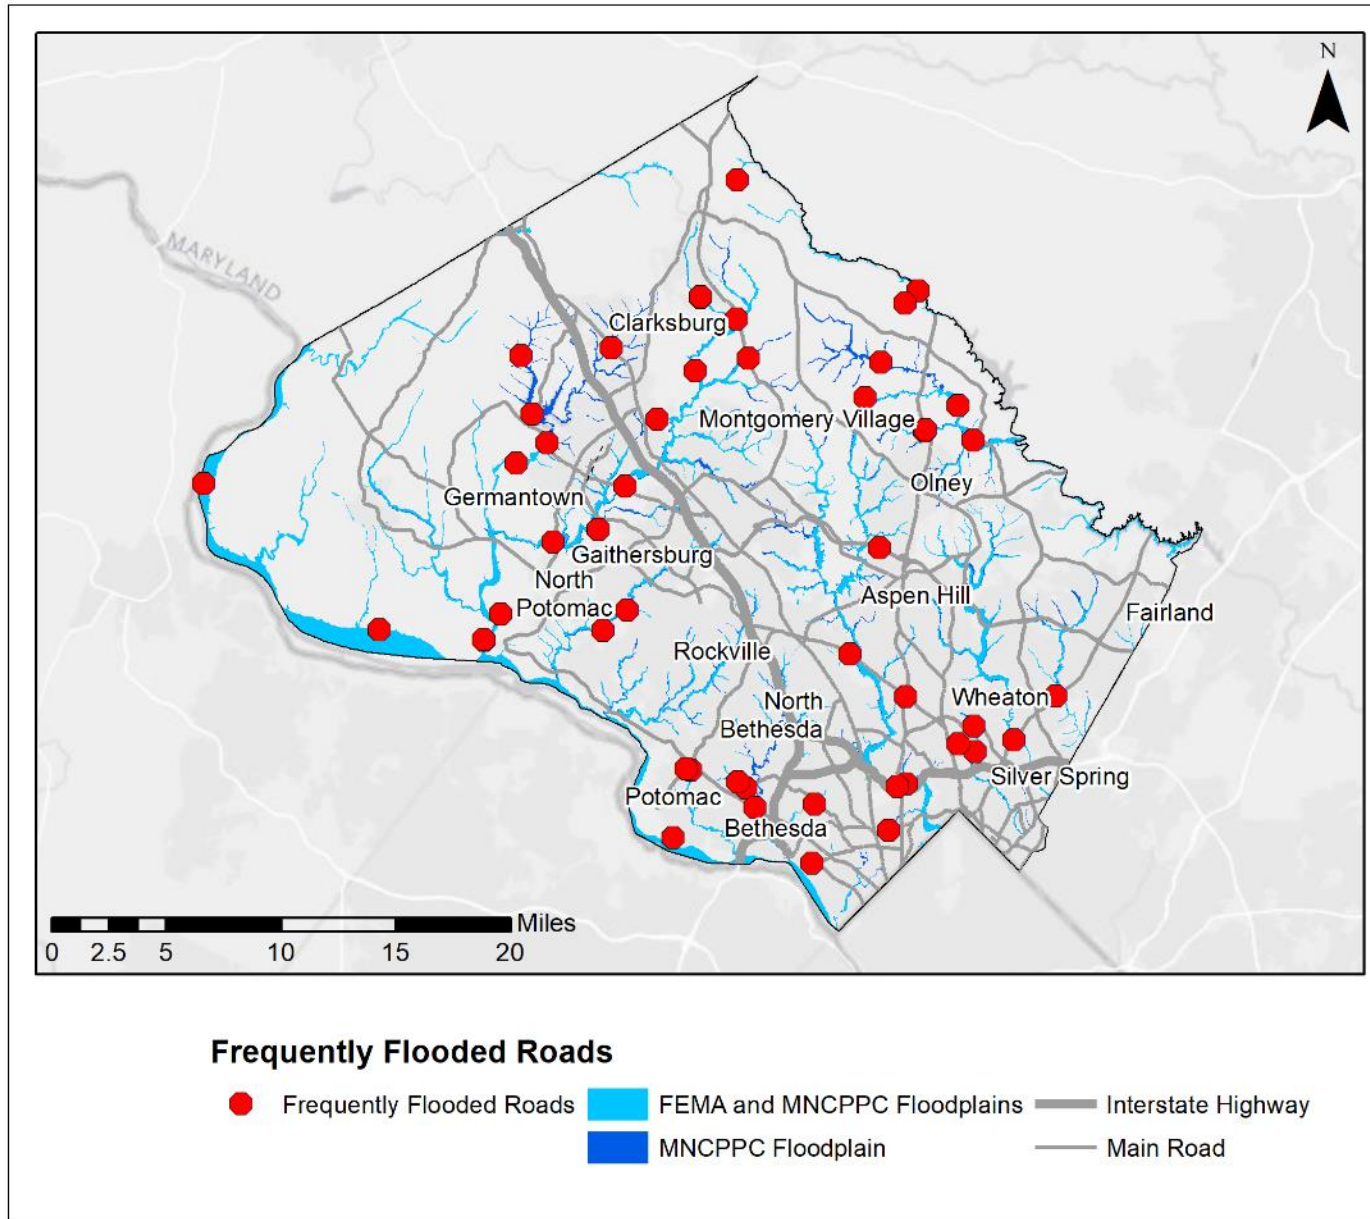 N
MARYLAND
Clarksburg
Montgomery Village
Olney
Germantown
Gaithersburg
North
Potomac
Aspen Hill
Fairland
Rockville
Wheaton
North
Bethesda
Silver Spring
Potomac
Bethesda
Miles
0 2.5 5 10 15 20
Frequently Flooded Roads
Frequently Flooded Roads
FEMA and MNCPPC Floodplains
Interstate Highway
MNCPPC Floodplain
Main Road